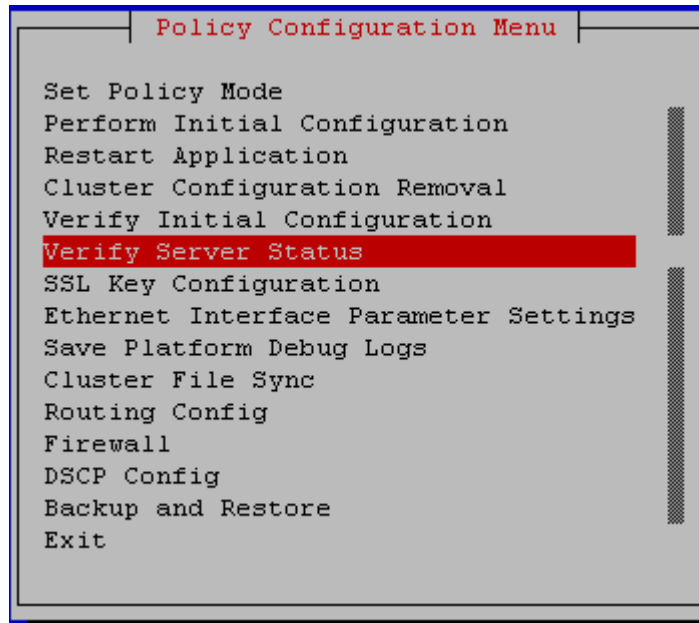 Policy Configuration Menu
Set Policy Mode
Perform Initial Configuration
Restart Application
Cluster Configuration Removal
Verify Initial Configuration
Verify Server Status
SSL Key Configuration
Ethernet Interface Parameter Settings
Save Platform Debug Logs
Cluster File Sync
Routing Config
Firewall
DSCP Config
Backup and Restore
Exit